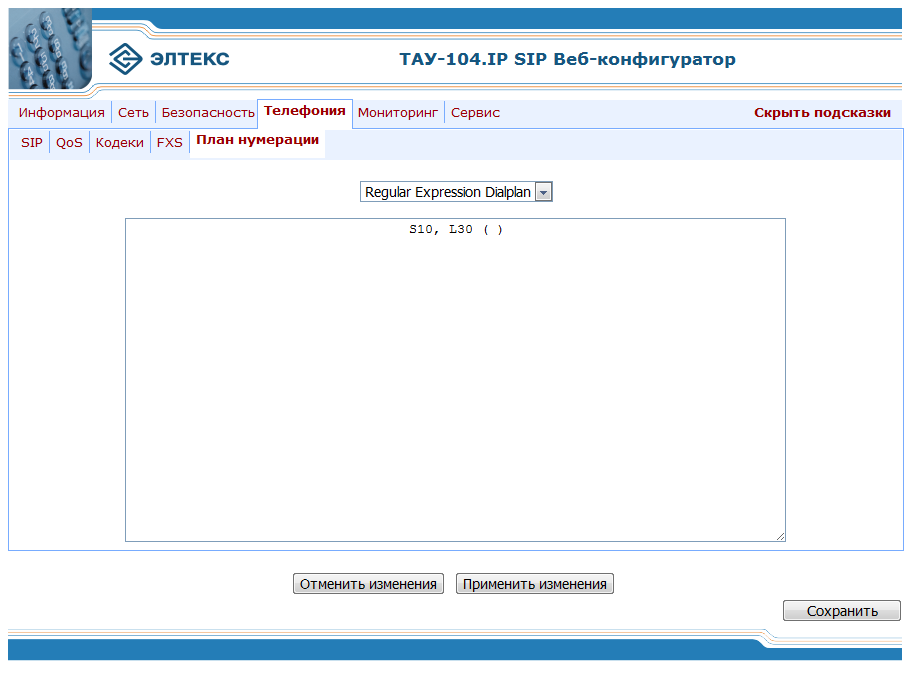 ЭЛТЕКС
ТАУ-104.IP SIP Веб-конфигуратор
Информация Сеть Безопасность Телефония Мониторинг Сервис Скрыть подсказки
SIP QoS Кодеки FXS План нумерации
Regular Expression Dialplan
S10, L30 ( )
Отменить изменения Применить изменения
Сохранить